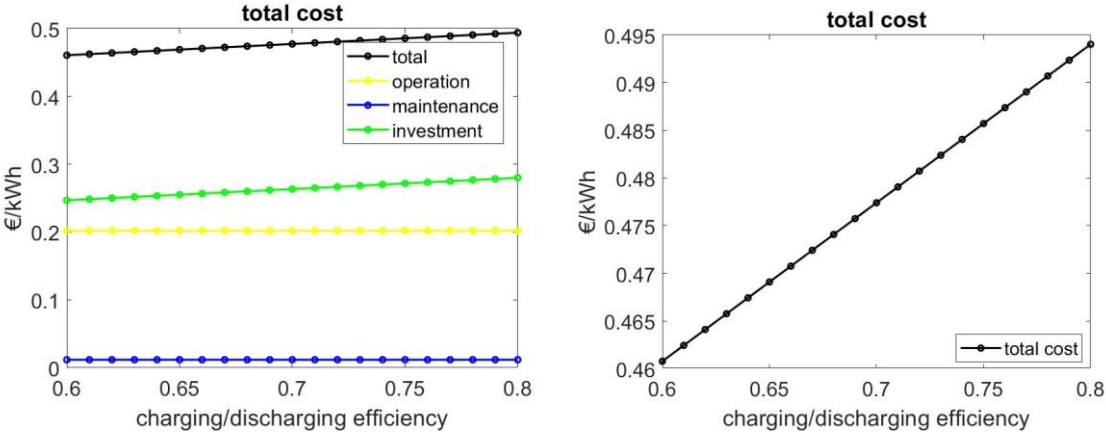 total cost
0.5
0.4
0.3
0.2
0.1
0
€/kWh
0.6
0.65
0.7
0.75
0.8
charging/discharging efficiency
total
operation
maintenance
investment
total cost
0.495
0.49
0.485
0.48
0.475
0.47
0.465
0.46
€/kWh
0.6
0.65
0.7
0.75
0.8
charging/discharging efficiency
total cost